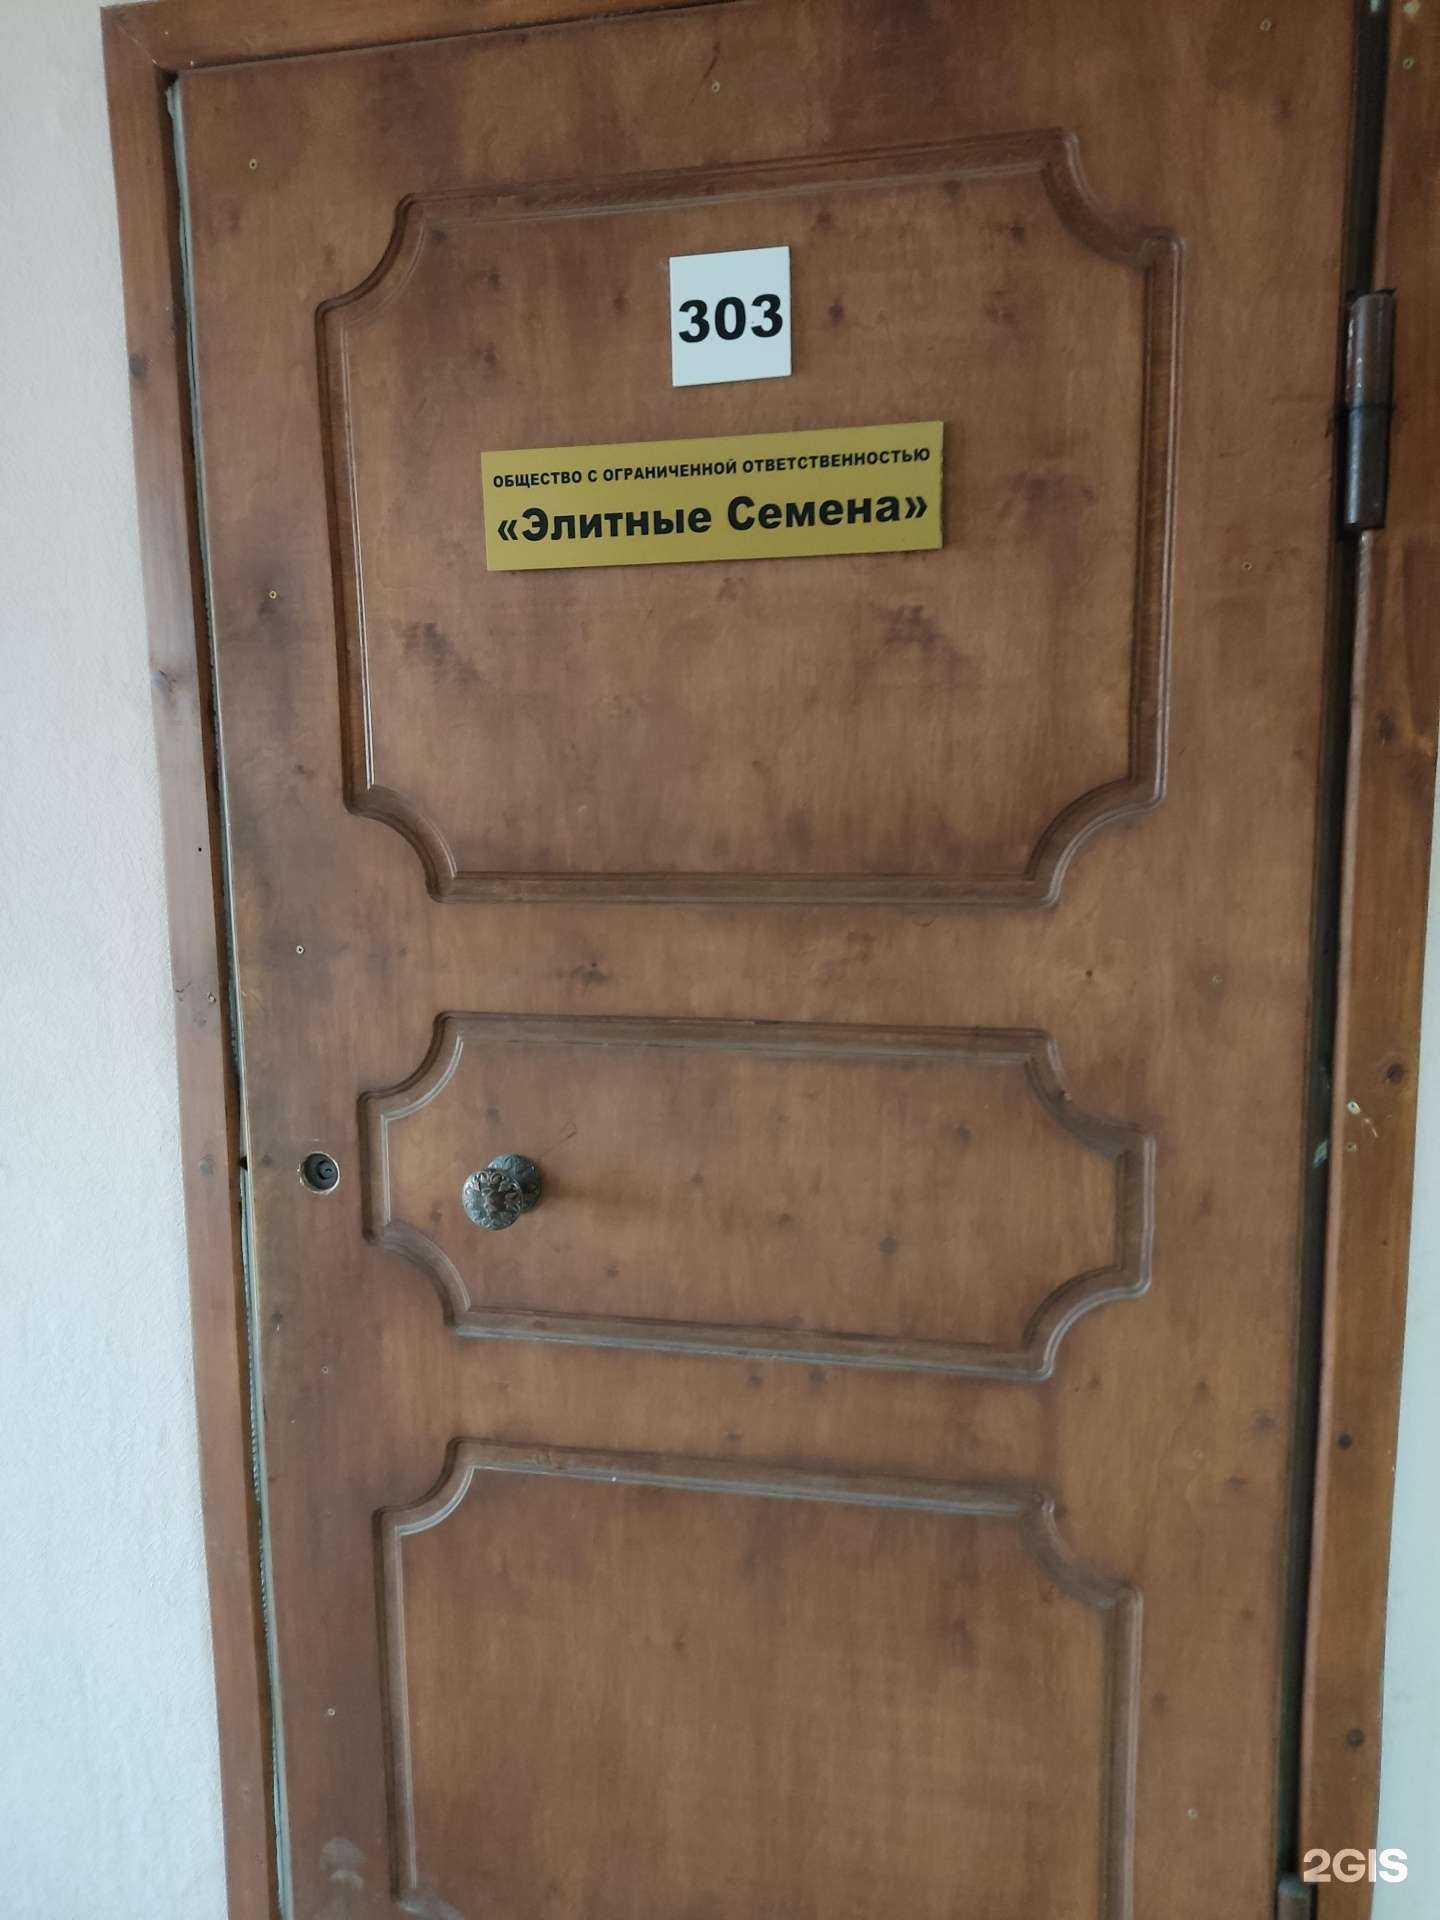 303
ОБЩЕСТВО С ОГРАНИЧЕННОЙ ОТВЕТСТВЕННОСТЬЮ
«Элитные Семена»
2GIS